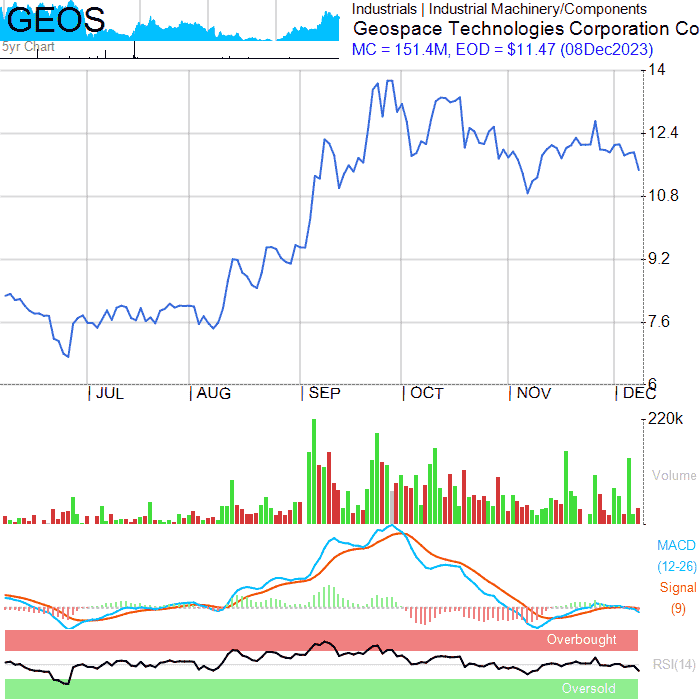 GEOS
5yr Chart
Industrials | Industrial Machinery/Components
Geospace Technologies Corporation Co
MC = 151.4M, EOD = $11.47 (08Dec2023)
14
12.4
10.8
9.2
7.6
6
JUL AUG SEP OCT NOV DEC
220k
Volume
MACD
(12-26)
Signal
(9)
Overbought
RSI(14)
Oversold